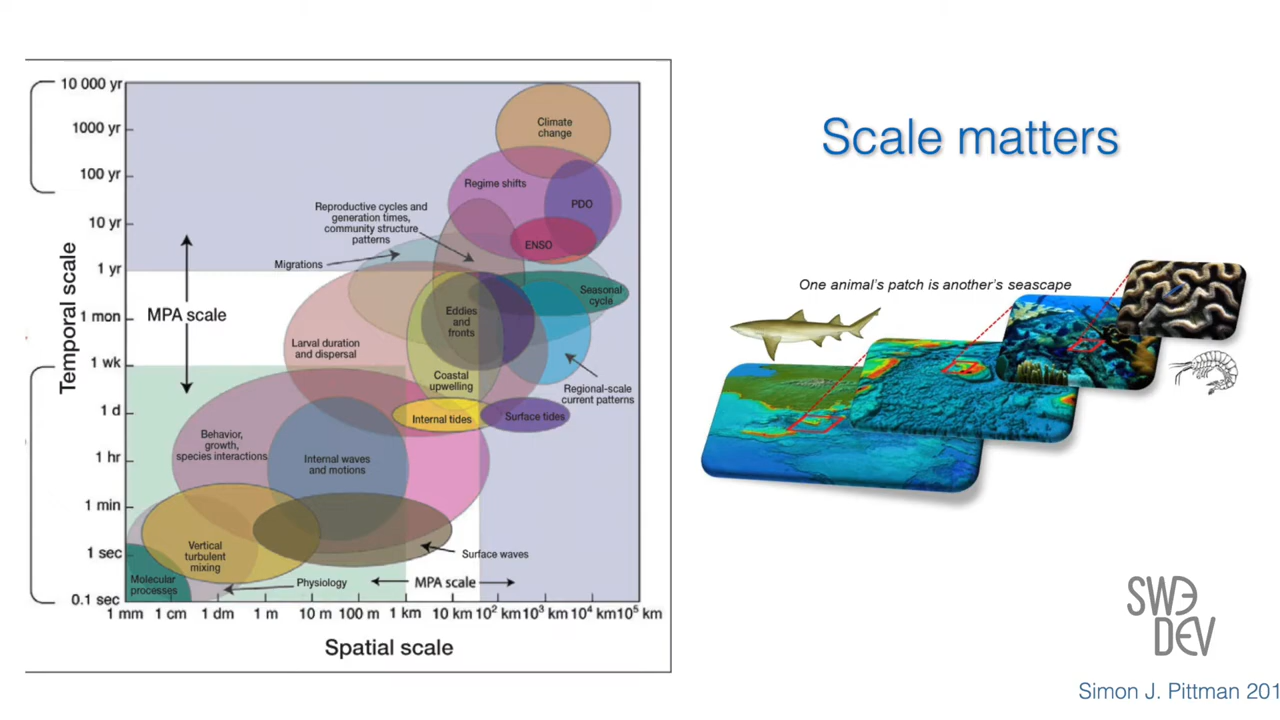 Scale matters
One animal's patch is another's seascape
Temporal scale
10 000 yr
1000 yr
100 yr
10 yr
1 yr
1 mon
1 wk
1 d
1 hr
1 min
1 sec
0.1 sec
Climate
change
Regime shifts
PDO
ENSO
Reproductive cycles and
generation times,
community structure
patterns
Migrations
Seasonal
cycle
MPA scale
Eddies
and
fronts
Larval duration
and dispersal
Coastal
upwelling
Regional-scale
current patterns
Internal tides
Surface tides
Behavior,
growth,
species interactions
Internal waves
and motions
Vertical
turbulent
mixing
Surface waves
Molecular
processes
Physiology
MPA scale
1 mm 1 cm 1 dm 1 m 10 m 100 m 1 km 10 km 10² km 10³ km 10⁴ km 10⁵ km
Spatial scale
SWE
DEV
Simon J. Pittman 201